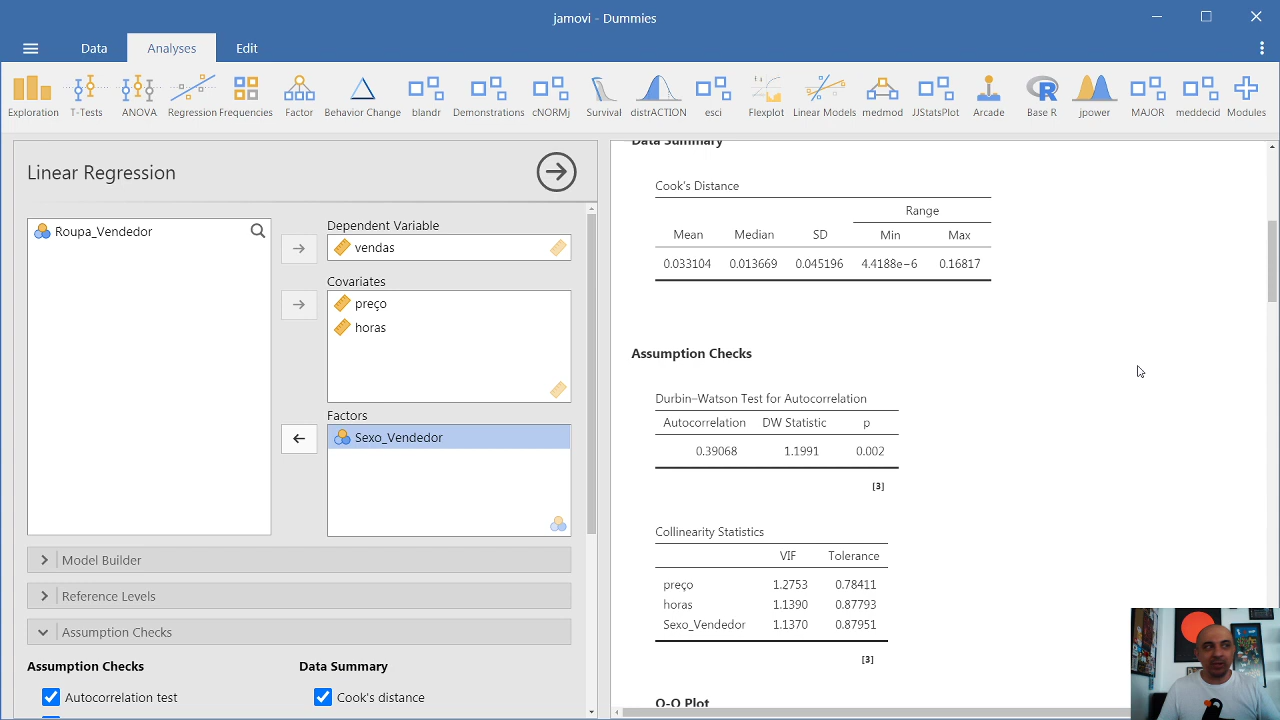 jamovi - Dummies
Data Analyses Edit
Exploration T-Tests ANOVA Regression Frequencies Factor Behavior Change blandr Demonstrations cNORMj Survival distrACTION esci Flexplot Linear Models medmod JJStatsPlot Arcade Base R jpower MAJOR meddecid Modules
Linear Regression
Roupa_Vendedor
Dependent Variable
vendas
Covariates
preço
horas
Factors
Sexo_Vendedor
Model Builder
Reference Levels
Assumption Checks
Assumption Checks Data Summary
Autocorrelation test Cook's distance
Data Summary
Cook's Distance
Range
Mean Median SD Min Max
0.033104 0.013669 0.045196 4.4188e−6 0.16817
Assumption Checks
Durbin–Watson Test for Autocorrelation
Autocorrelation DW Statistic p
0.39068 1.1991 0.002
[3]
Collinearity Statistics
VIF Tolerance
preço 1.2753 0.78411
horas 1.1390 0.87793
Sexo_Vendedor 1.1370 0.87951
[3]
Q-Q Plot